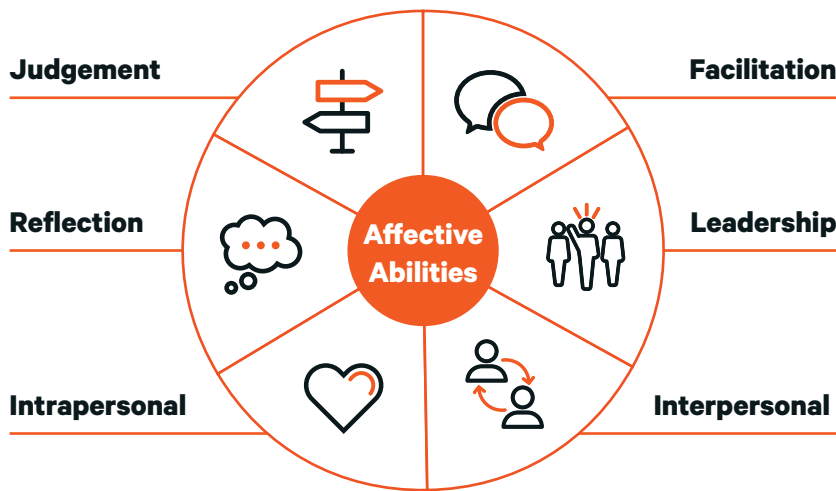 Judgement
Facilitation
Reflection
Affective
Abilities
Leadership
Intrapersonal
Interpersonal